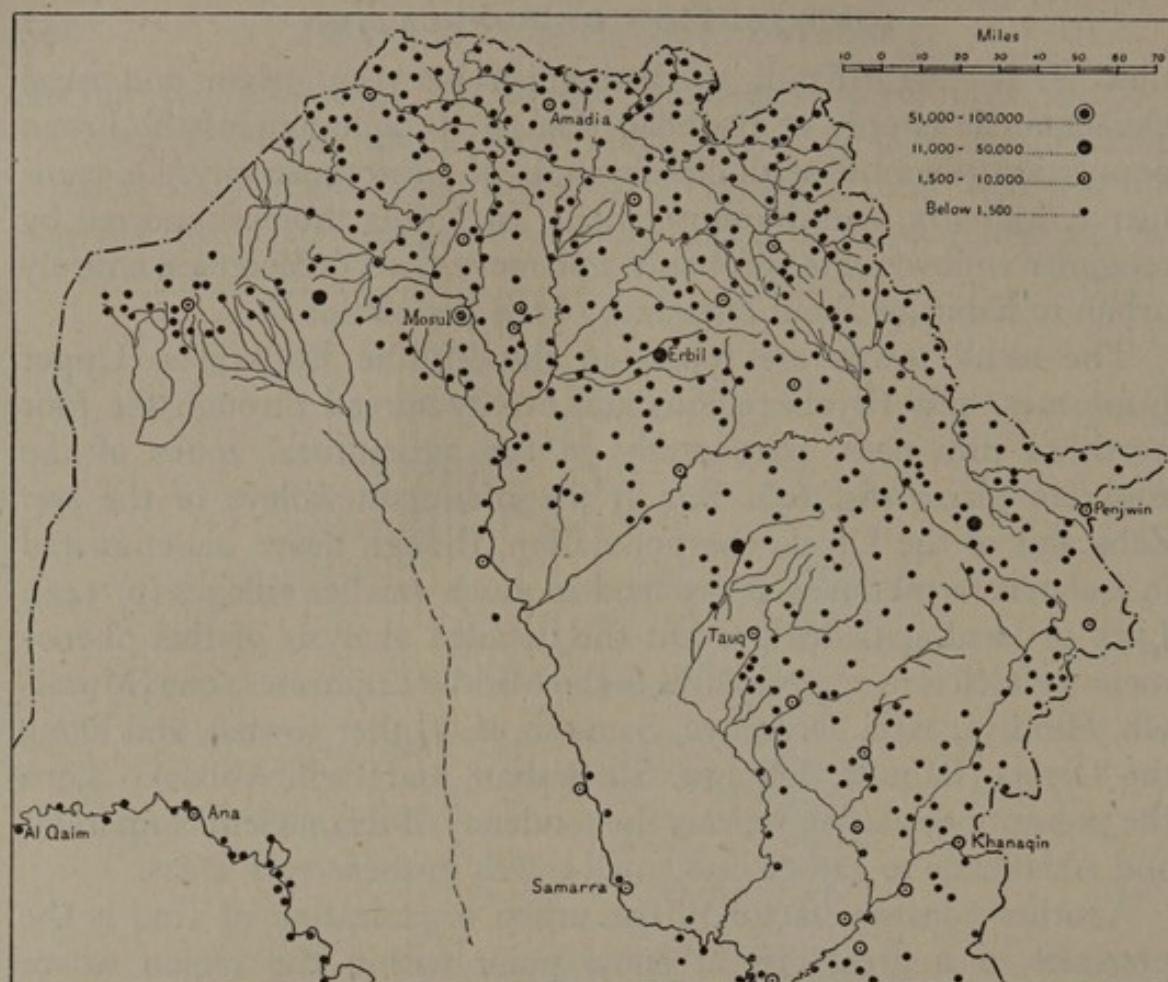 Miles
10 0 10 20 30 40 50 60 70
51,000 - 100,000
11,000 - 50,000
1,500 - 10,000
Below 1,500
Amadia
Mosul
Erbil
Penjwin
Tauq
Ana
Al Qaim
Khanaqin
Samarra